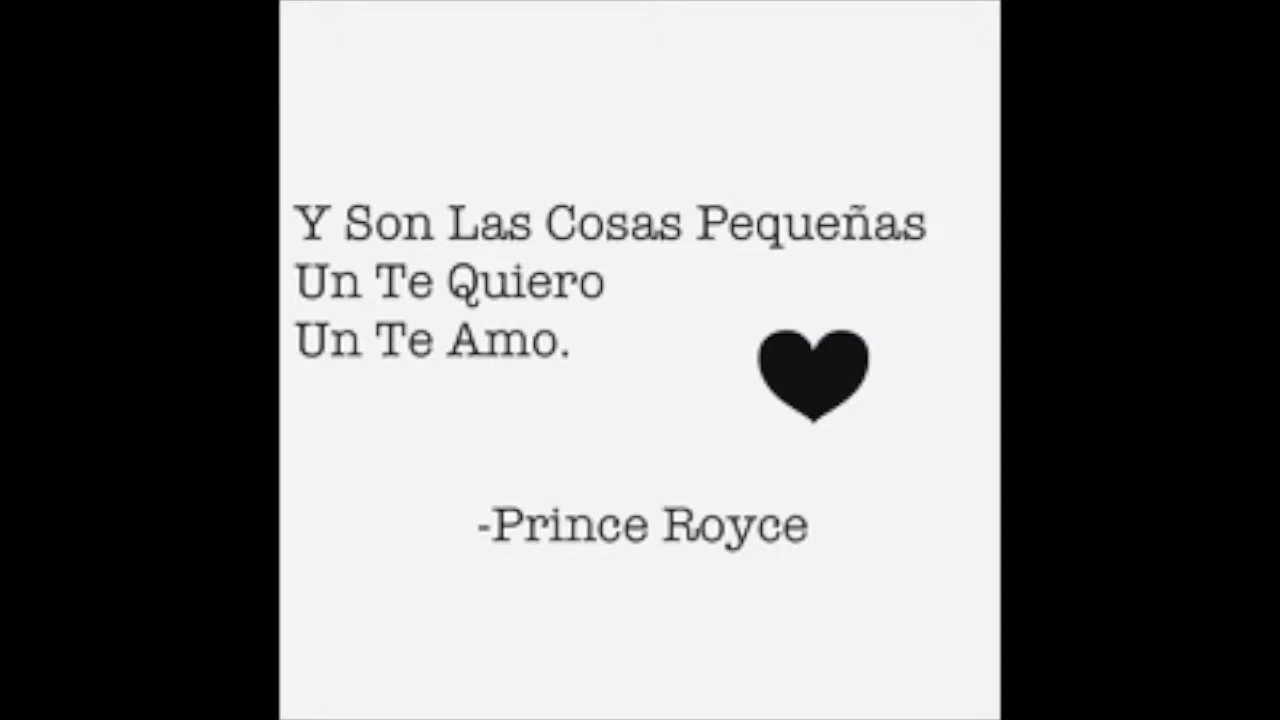 Y Son Las Cosas Pequeñas
Un Te Quiero
Un Te Amo.
-Prince Royce